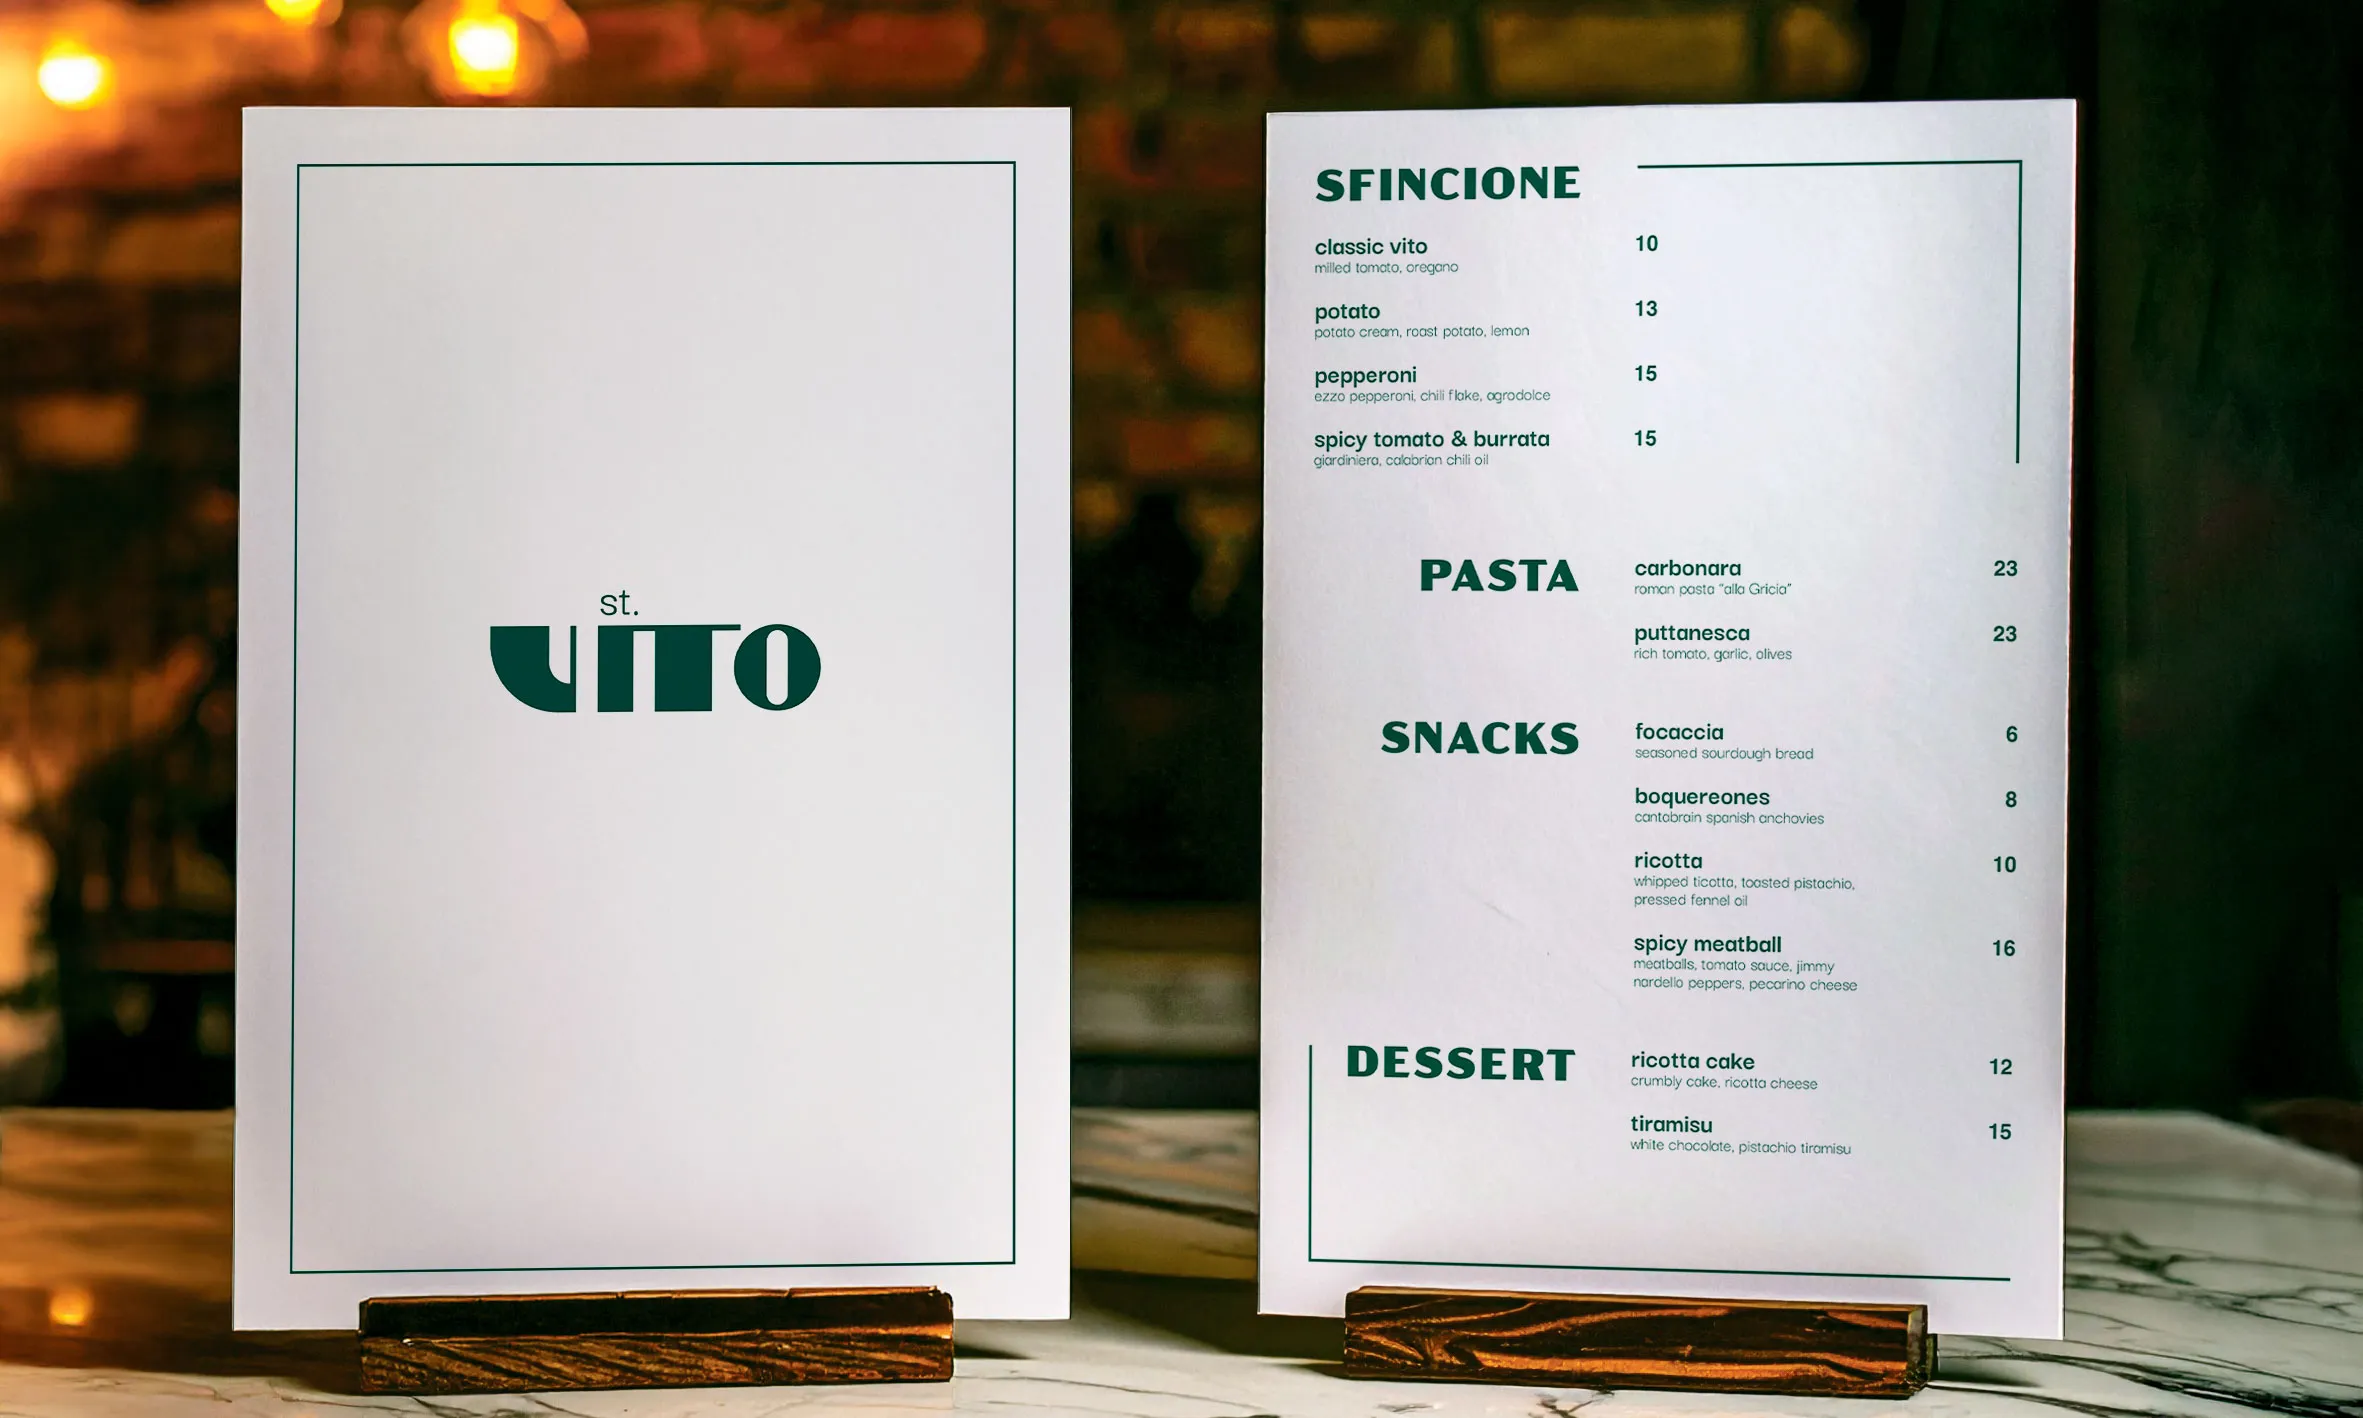 st.
VITO
SFINCIONE
classic vito 10
milled tomato, oregano
potato 13
potato cream, roast potato, lemon
pepperoni 15
ezzo pepperoni, chili flake, agrodolce
spicy tomato & burrata 15
giardiniera, calabrian chili oil
PASTA
carbonara 23
roman pasta "alla Gricia"
puttanesca 23
rich tomato, garlic, olives
SNACKS
focaccia 6
seasoned sourdough bread
boquereones 8
cantabrain spanish anchovies
ricotta 10
whipped ticotta, toasted pistachio,
pressed fennel oil
spicy meatball 16
meatballs, tomato sauce, jimmy
nardello peppers, pecarino cheese
DESSERT
ricotta cake 12
crumbly cake, ricotta cheese
tiramisu 15
white chocolate, pistachio tiramisu